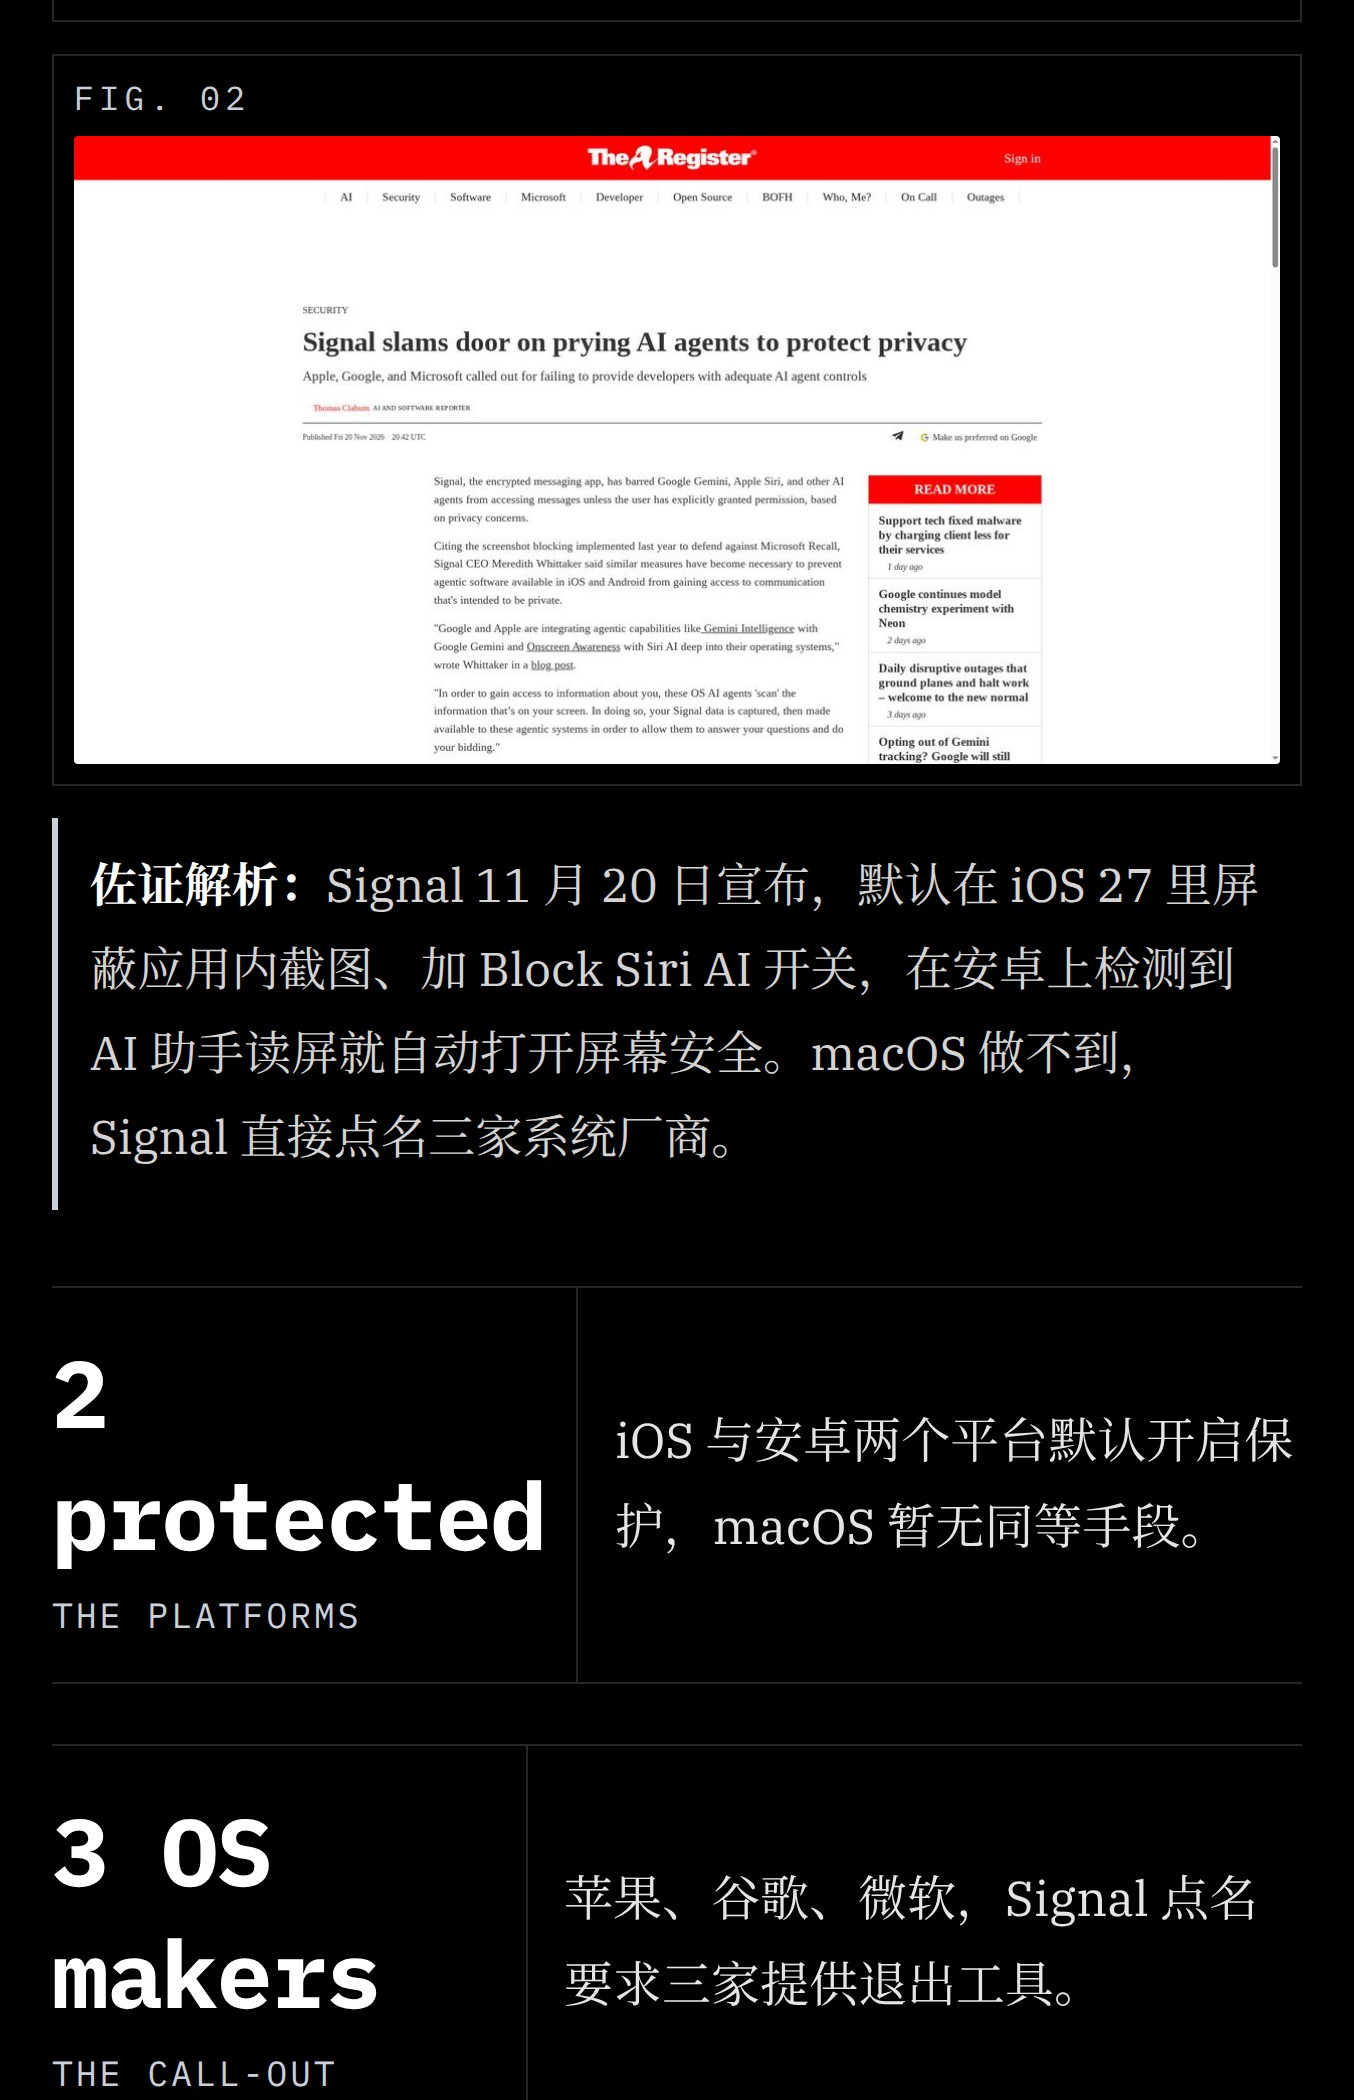 FIG. 02
The Register
Sign in
AI Security Software Microsoft Developer Open Source BOFH Who, Me? On Call Outages
SECURITY
Signal slams door on prying AI agents to protect privacy
Apple, Google, and Microsoft called out for failing to provide developers with adequate AI agent controls
Thomas Claburn AI AND SOFTWARE REPORTER
Published Fri 20 Nov 2026 20:42 UTC
Make us preferred on Google
Signal, the encrypted messaging app, has barred Google Gemini, Apple Siri, and other AI
agents from accessing messages unless the user has explicitly granted permission, based
on privacy concerns.
Citing the screenshot blocking implemented last year to defend against Microsoft Recall,
Signal CEO Meredith Whittaker said similar measures have become necessary to prevent
agentic software available in iOS and Android from gaining access to communication
that's intended to be private.
"Google and Apple are integrating agentic capabilities like Gemini Intelligence with
Google Gemini and Onscreen Awareness with Siri AI deep into their operating systems,"
wrote Whittaker in a blog post.
"In order to gain access to information about you, these OS AI agents 'scan' the
information that's on your screen. In doing so, your Signal data is captured, then made
available to these agentic systems in order to allow them to answer your questions and do
your bidding."
READ MORE
Support tech fixed malware
by charging client less for
their services
1 day ago
Google continues model
chemistry experiment with
Neon
2 days ago
Daily disruptive outages that
ground planes and halt work
– welcome to the new normal
3 days ago
Opting out of Gemini
tracking? Google will still
佐证解析：Signal 11 月 20 日宣布，默认在 iOS 27 里屏
蔽应用内截图、加 Block Siri AI 开关，在安卓上检测到
AI 助手读屏就自动打开屏幕安全。macOS 做不到，
Signal 直接点名三家系统厂商。
2
protected
THE PLATFORMS
iOS 与安卓两个平台默认开启保
护，macOS 暂无同等手段。
3 OS
makers
THE CALL-OUT
苹果、谷歌、微软，Signal 点名
要求三家提供退出工具。